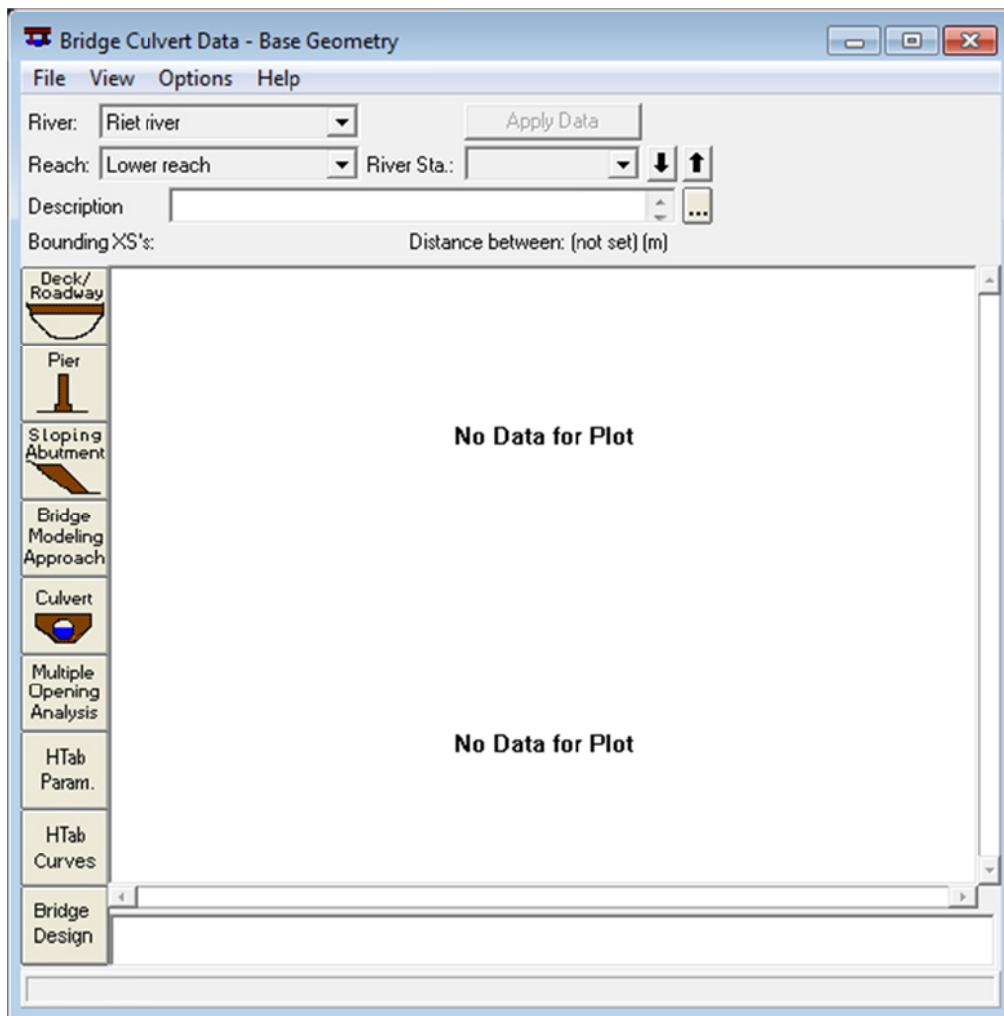 Bridge Culvert Data - Base Geometry
File View Options Help
River: Riet river Apply Data
Reach: Lower reach River Sta.:
Description ...
Bounding XS's: Distance between: (not set) (m)
Deck/
Roadway
Pier
Sloping
Abutment
Bridge
Modeling
Approach
Culvert
Multiple
Opening
Analysis
HTab
Param.
HTab
Curves
Bridge
Design
No Data for Plot
No Data for Plot